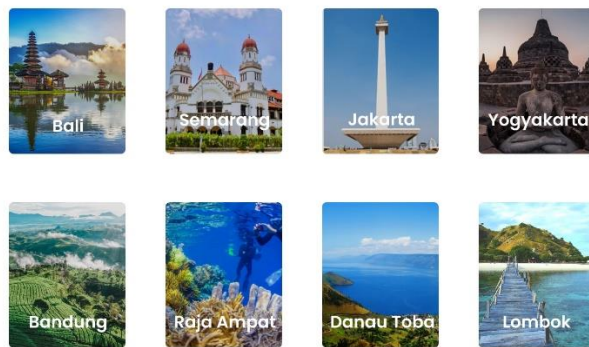 Bali
Semarang
Jakarta
Yogyakarta
Bandung
Raja Ampat
Danau Toba
Lombok